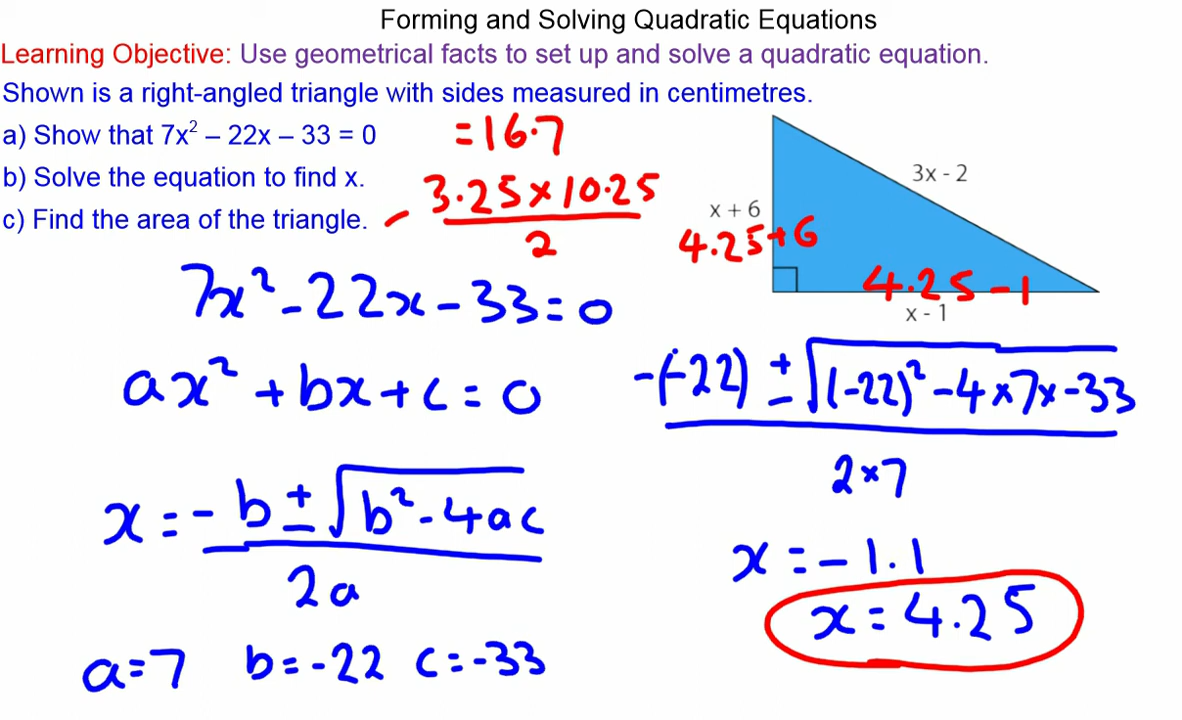 Forming and Solving Quadratic Equations
Learning Objective: Use geometrical facts to set up and solve a quadratic equation.
Shown is a right-angled triangle with sides measured in centimetres.
a) Show that 7x² – 22x – 33 = 0
= 16.7
b) Solve the equation to find x.
3.25 × 10.25
2
c) Find the area of the triangle.
3x - 2
x + 6
4.25+6
4.25-1
x - 1
7x² - 22x - 33 = 0
ax² + bx + c = 0
x = - b ± √b² - 4ac
2a
a=7 b=-22 c=-33
-(-22) ± √(-22)² - 4×7×-33
2×7
x = -1.1
x = 4.25